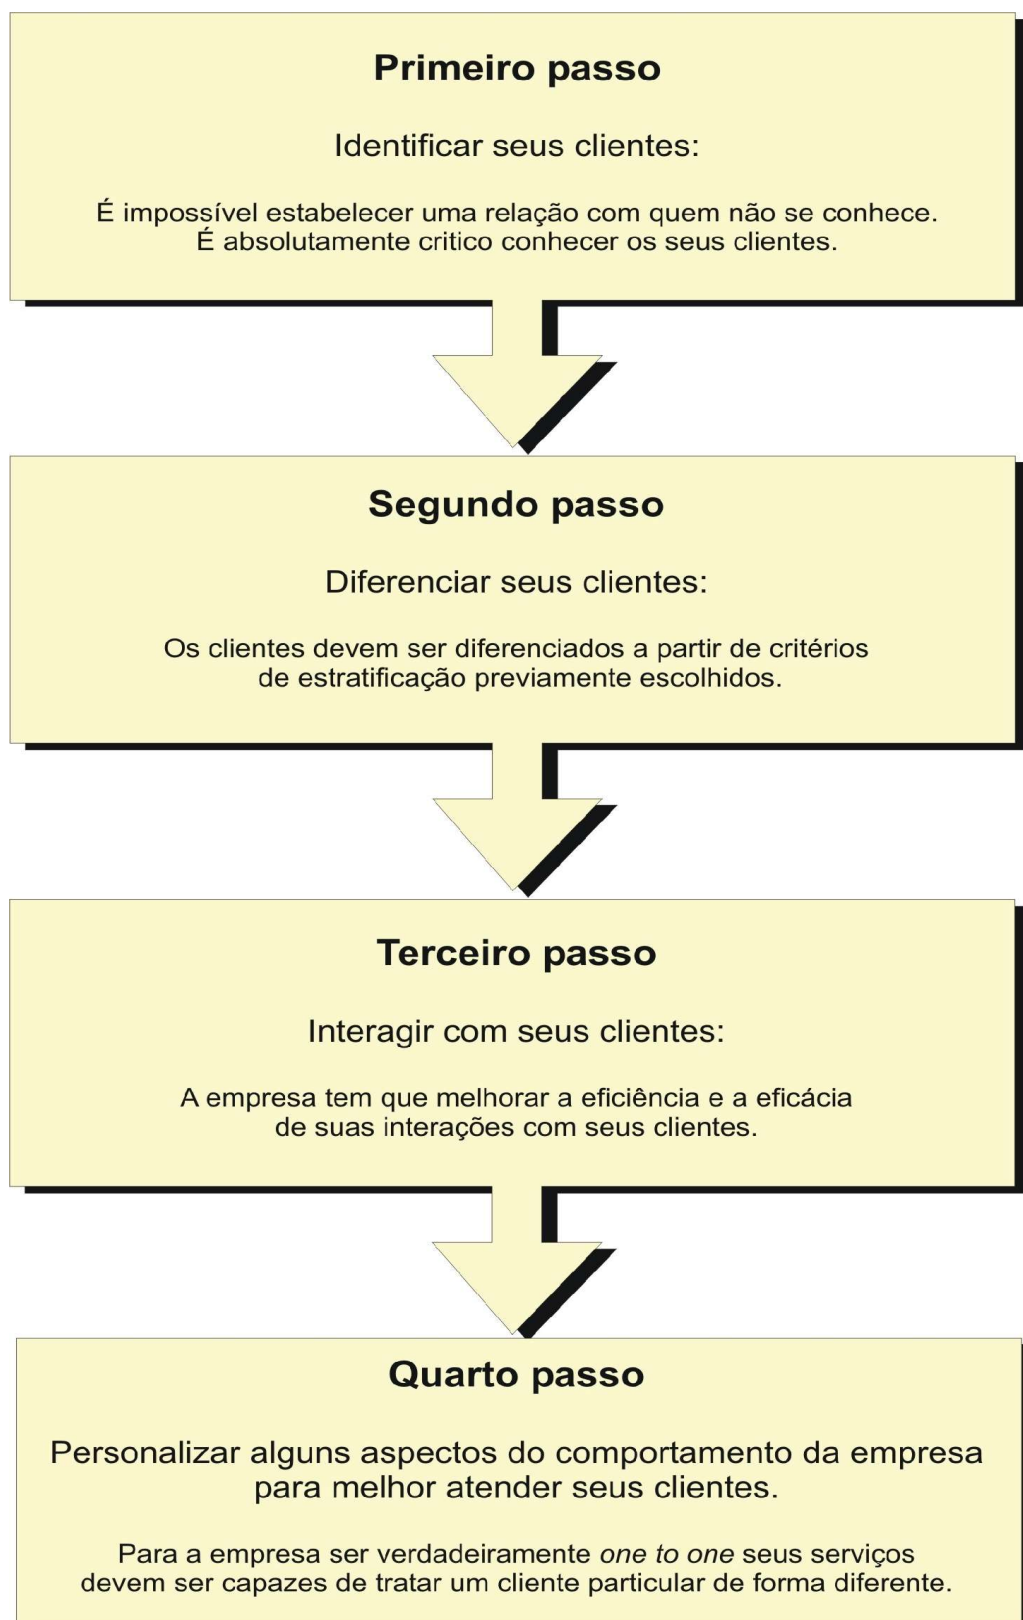 Primeiro passo
Identificar seus clientes:
É impossível estabelecer uma relação com quem não se conhece.
É absolutamente critico conhecer os seus clientes.
Segundo passo
Diferenciar seus clientes:
Os clientes devem ser diferenciados a partir de critérios
de estratificação previamente escolhidos.
Terceiro passo
Interagir com seus clientes:
A empresa tem que melhorar a eficiência e a eficácia
de suas interações com seus clientes.
Quarto passo
Personalizar alguns aspectos do comportamento da empresa
para melhor atender seus clientes.
Para a empresa ser verdadeiramente one to one seus serviços
devem ser capazes de tratar um cliente particular de forma diferente.